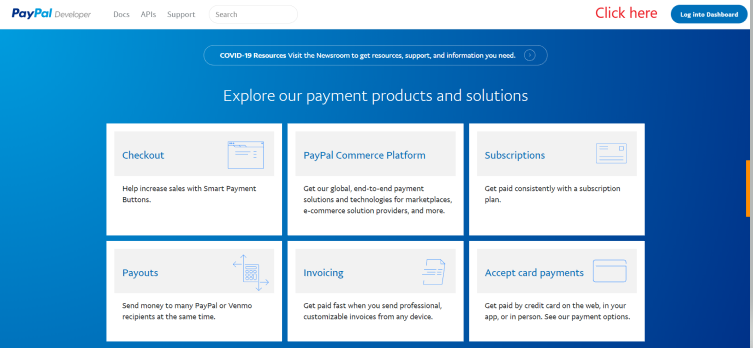 PayPal Developer
Docs APIs Support Search Click here Log into Dashboard
COVID-19 Resources Visit the Newsroom to get resources, support, and information you need.
Explore our payment products and solutions
Checkout
Help increase sales with Smart Payment
Buttons.
PayPal Commerce Platform
Get our global, end-to-end payment
solutions and technologies for marketplaces,
e-commerce solution providers, and more.
Subscriptions
Get paid consistently with a subscription
plan.
Payouts
Send money to many PayPal or Venmo
recipients at the same time.
Invoicing
Get paid fast when you send professional,
customizable invoices from any device.
Accept card payments
Get paid by credit card on the web, in your
app, or in person. See our payment options.